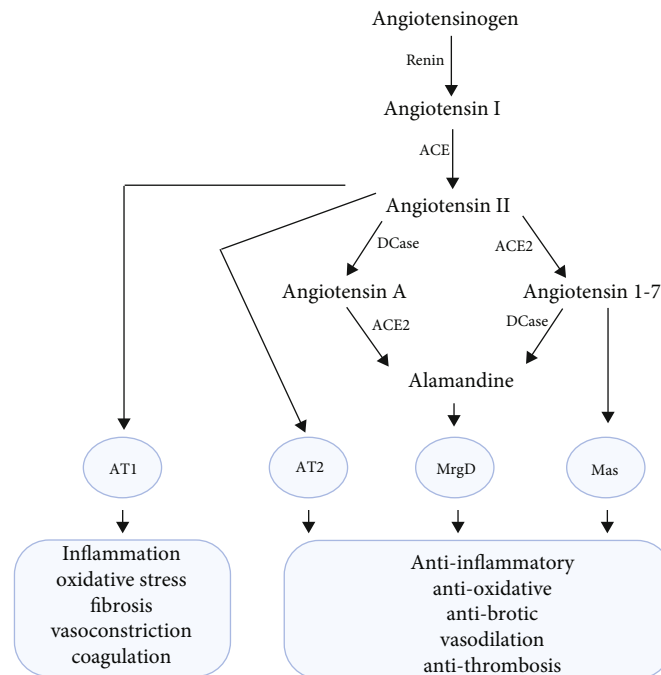 Angiotensinogen
Renin
Angiotensin I
ACE
Angiotensin II
DCase
ACE2
Angiotensin A
Angiotensin 1-7
ACE2
DCase
Alamandine
AT1
AT2
MrgD
Mas
Inflammation
oxidative stress
fibrosis
vasoconstriction
coagulation
Anti-inflammatory
anti-oxidative
anti-brotic
vasodilation
anti-thrombosis